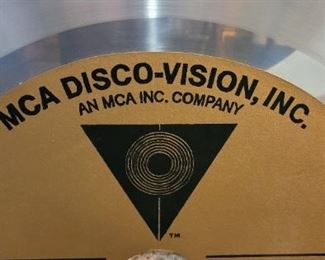 MCA DISCO-VISION, INC.
AN MCA INC. COMPANY
TM